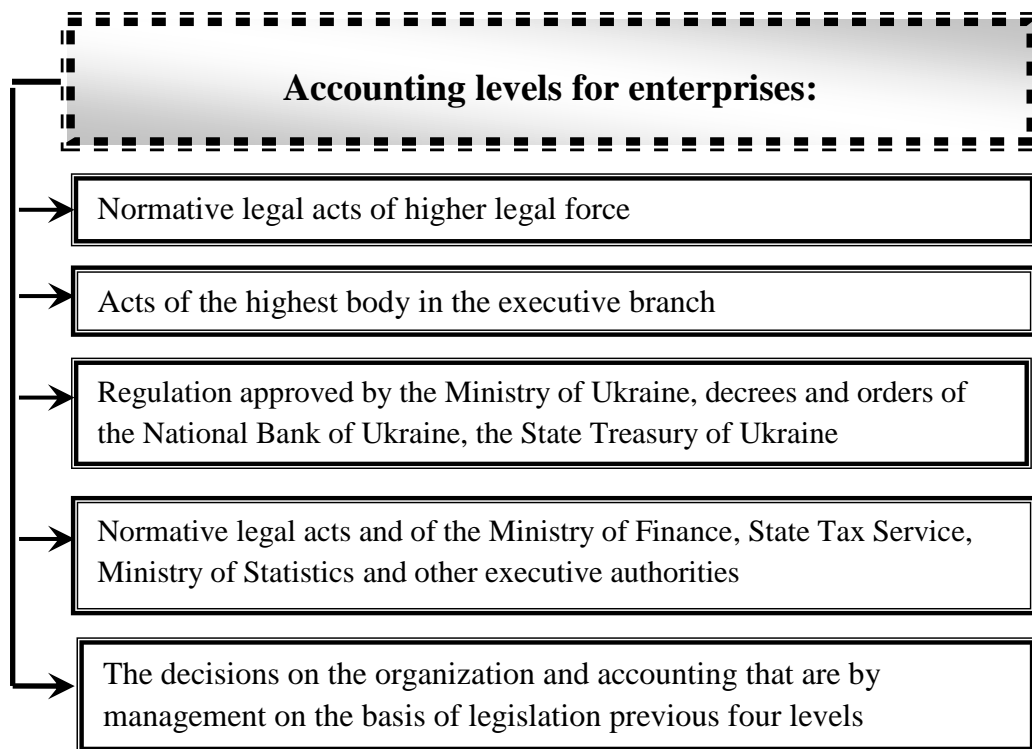 Accounting levels for enterprises:
Normative legal acts of higher legal force
Acts of the highest body in the executive branch
Regulation approved by the Ministry of Ukraine, decrees and orders of
the National Bank of Ukraine, the State Treasury of Ukraine
Normative legal acts and of the Ministry of Finance, State Tax Service,
Ministry of Statistics and other executive authorities
The decisions on the organization and accounting that are by
management on the basis of legislation previous four levels